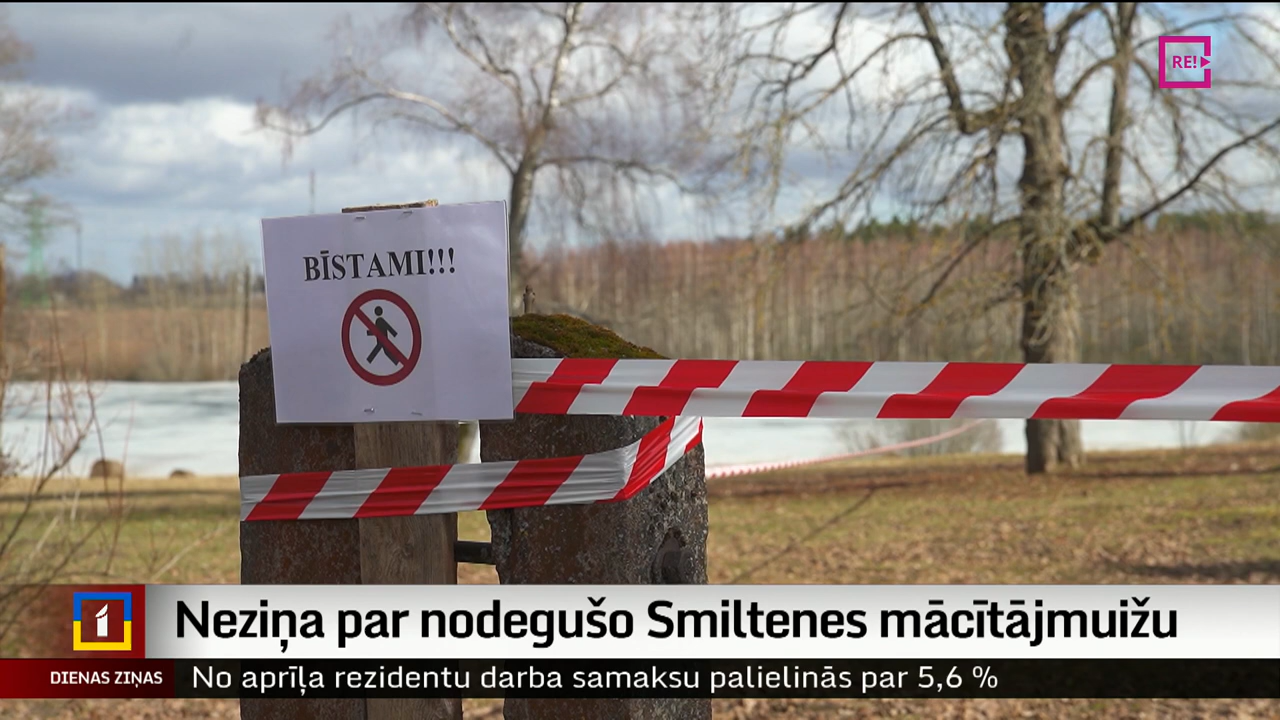 RE!
BĪSTAMI!!!
1
Neziņa par nodegušo Smiltenes mācītājmuižu
DIENAS ZIŅAS
No aprīļa rezidentu darba samaksu palielinās par 5,6 %